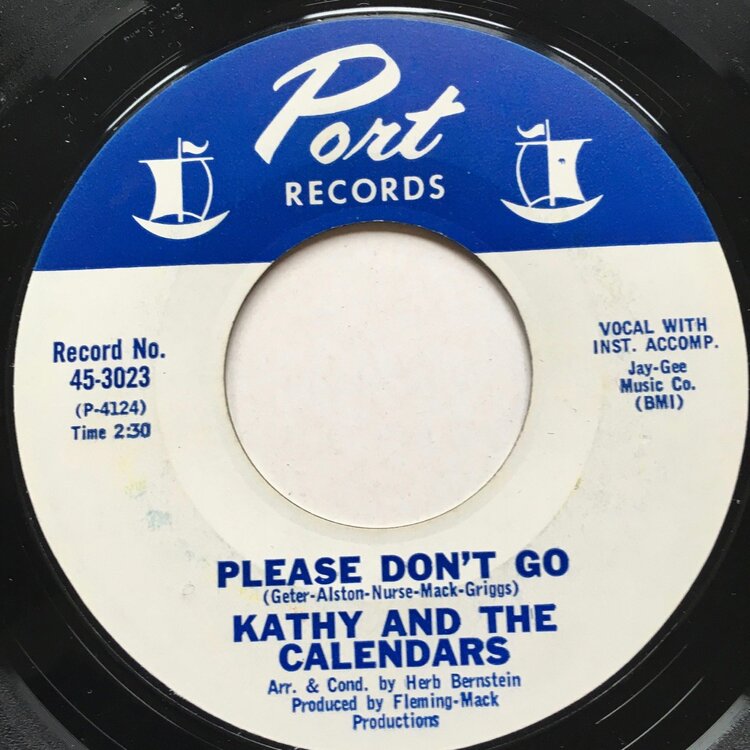 Port
RECORDS
Record No.
45-3023
(P-4124)
Time 2:30
VOCAL WITH
INST. ACCOMP.
Jay-Gee
Music Co.
(BMI)
PLEASE DON'T GO
(Geter-Alston-Nurse-Mack-Griggs)
KATHY AND THE
CALENDARS
Arr. & Cond. by Herb Bernstein
Produced by Fleming-Mack
Productions